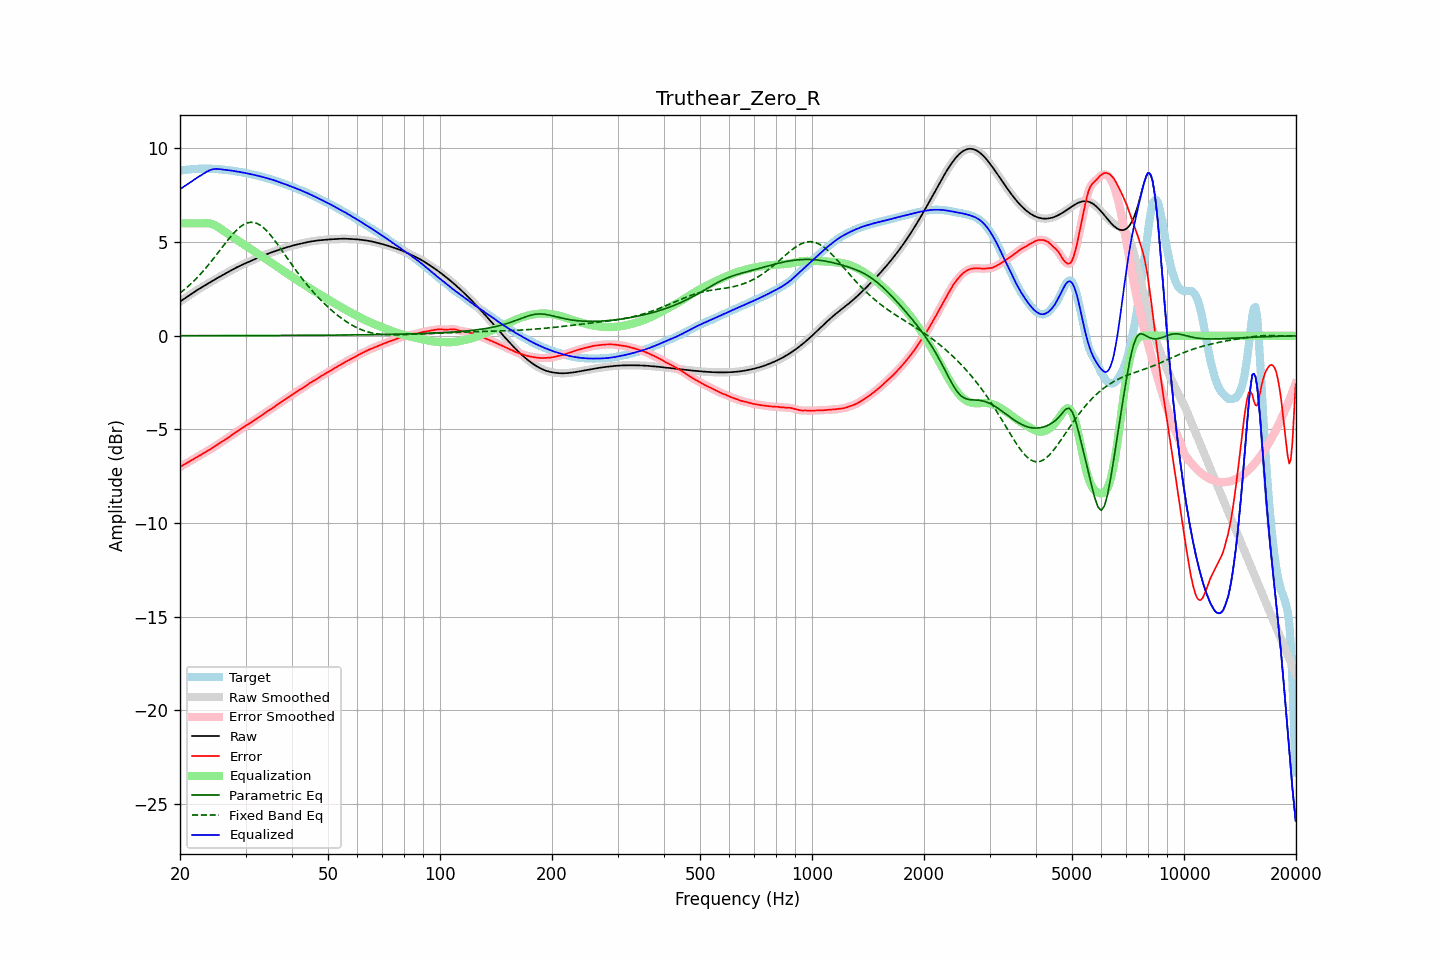 Truthear_Zero_R
Amplitude (dBr)
10
5
0
−5
−10
−15
−20
−25
Target
Raw Smoothed
Error Smoothed
Raw
Error
Equalization
Parametric Eq
Fixed Band Eq
Equalized
20 50 100 200 500 1000 2000 5000 10000 20000
Frequency (Hz)